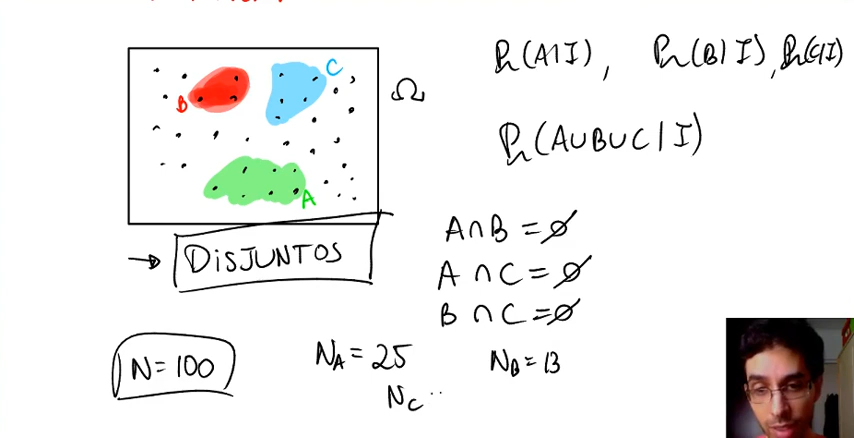 Pr(A|I), Pr(B|I), Pr(C|I)
B
C
Ω
Pr(A∪B∪C|I)
A
A∩B = ∅
→ DISJUNTOS
A∩C = ∅
B∩C = ∅
N = 100
N_A = 25
N_B = 13
N_C ..